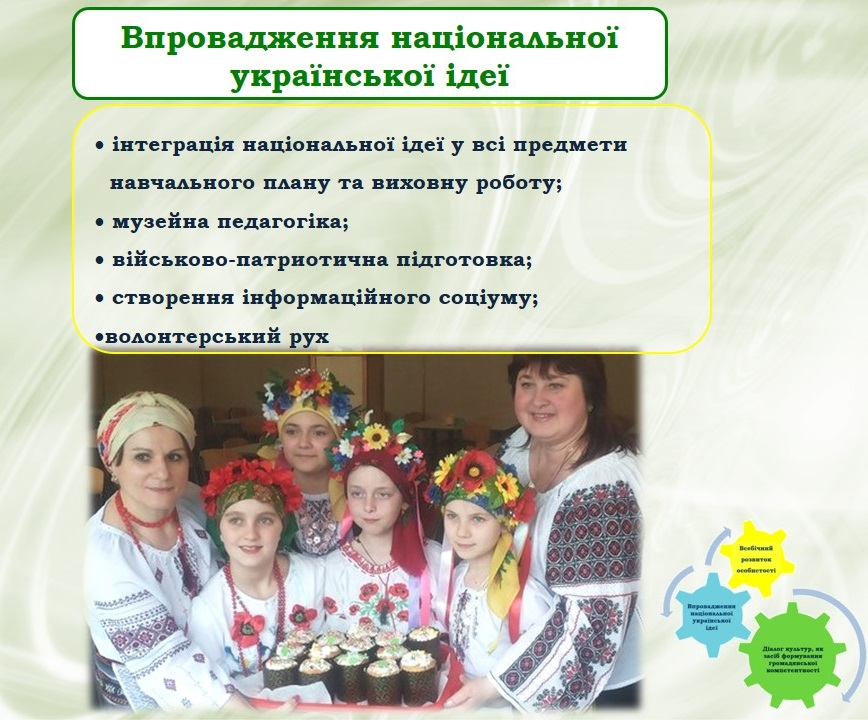 Впровадження національної
української ідеї
• інтеграція національної ідеї у всі предмети
навчального плану та виховну роботу;
• музейна педагогіка;
• військово-патриотична підготовка;
• створення інформаційного соціуму;
•волонтерський рух
Всебічний
розвиток
особистості
Впровадження
національної
української
ідеї
Діалог культур, як
засіб формування
громадянської
компетентності